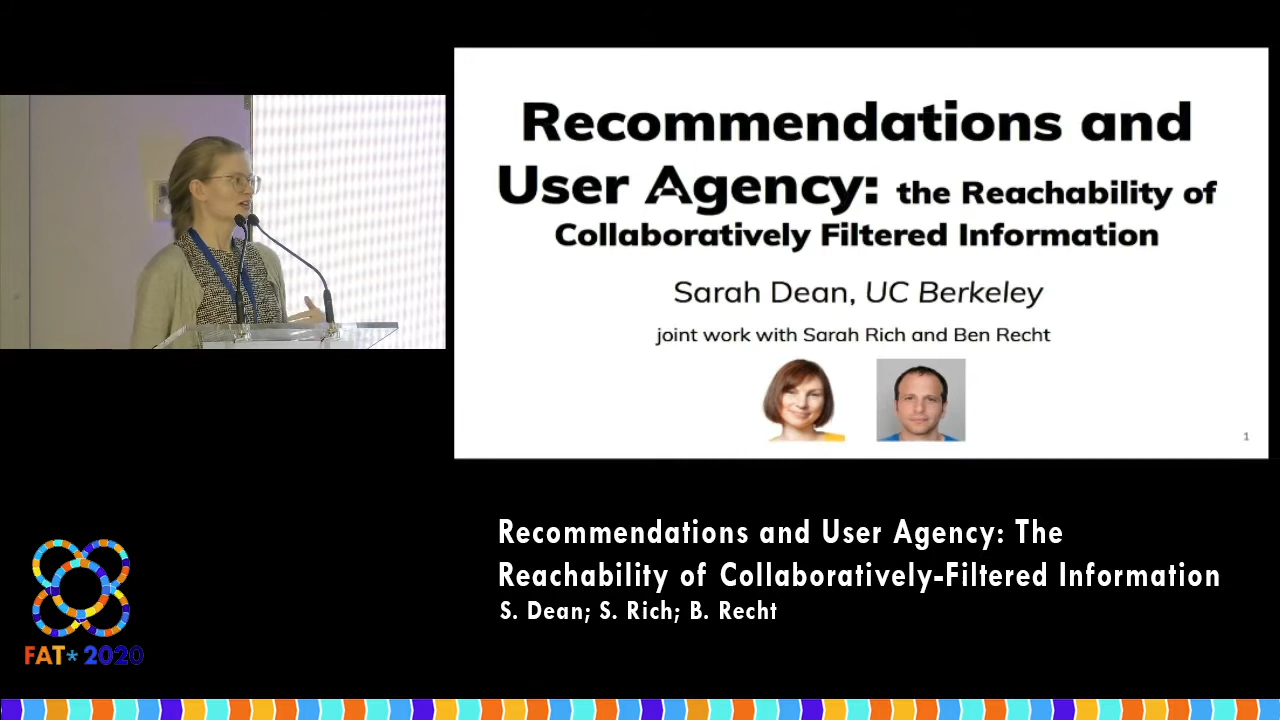 Recommendations and
User Agency: the Reachability of
Collaboratively Filtered Information
Sarah Dean, UC Berkeley
joint work with Sarah Rich and Ben Recht
1
Recommendations and User Agency: The
Reachability of Collaboratively-Filtered Information
S. Dean; S. Rich; B. Recht
FAT* 2020